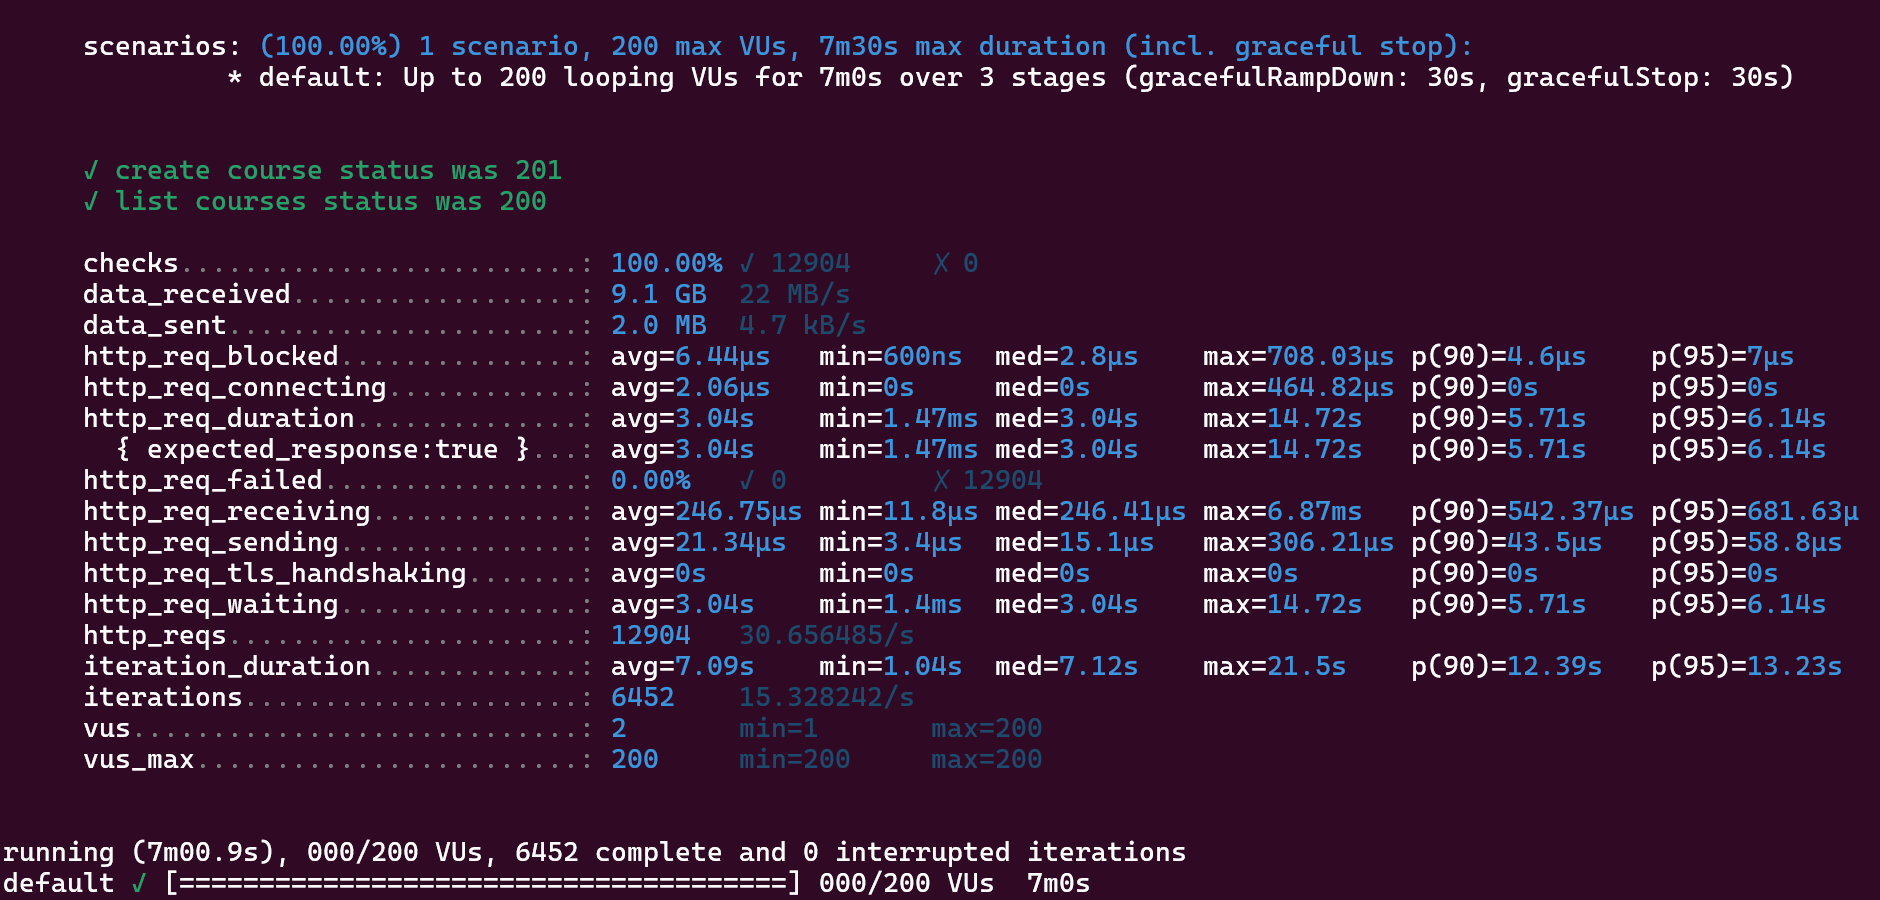 scenarios: (100.00%) 1 scenario, 200 max VUs, 7m30s max duration (incl. graceful stop):
* default: Up to 200 looping VUs for 7m0s over 3 stages (gracefulRampDown: 30s, gracefulStop: 30s)
✓ create course status was 201
✓ list courses status was 200
checks.........................: 100.00% ✓ 12904     ✗ 0
data_received..................: 9.1 GB  22 MB/s
data_sent......................: 2.0 MB  4.7 kB/s
http_req_blocked...............: avg=6.44µs   min=600ns  med=2.8µs    max=708.03µs p(90)=4.6µs    p(95)=7µs
http_req_connecting............: avg=2.06µs   min=0s     med=0s       max=464.82µs p(90)=0s       p(95)=0s
http_req_duration..............: avg=3.04s    min=1.47ms med=3.04s    max=14.72s   p(90)=5.71s    p(95)=6.14s
{ expected_response:true }...: avg=3.04s    min=1.47ms med=3.04s    max=14.72s   p(90)=5.71s    p(95)=6.14s
http_req_failed................: 0.00%   ✓ 0         ✗ 12904
http_req_receiving.............: avg=246.75µs min=11.8µs med=246.41µs max=6.87ms   p(90)=542.37µs p(95)=681.63µ
http_req_sending...............: avg=21.34µs  min=3.4µs  med=15.1µs   max=306.21µs p(90)=43.5µs   p(95)=58.8µs
http_req_tls_handshaking.......: avg=0s       min=0s     med=0s       max=0s       p(90)=0s       p(95)=0s
http_req_waiting...............: avg=3.04s    min=1.4ms  med=3.04s    max=14.72s   p(90)=5.71s    p(95)=6.14s
http_reqs......................: 12904   30.656485/s
iteration_duration.............: avg=7.09s    min=1.04s  med=7.12s    max=21.5s    p(90)=12.39s   p(95)=13.23s
iterations.....................: 6452    15.328242/s
vus............................: 2       min=1       max=200
vus_max........................: 200     min=200     max=200
running (7m00.9s), 000/200 VUs, 6452 complete and 0 interrupted iterations
default ✓ [======================================] 000/200 VUs  7m0s